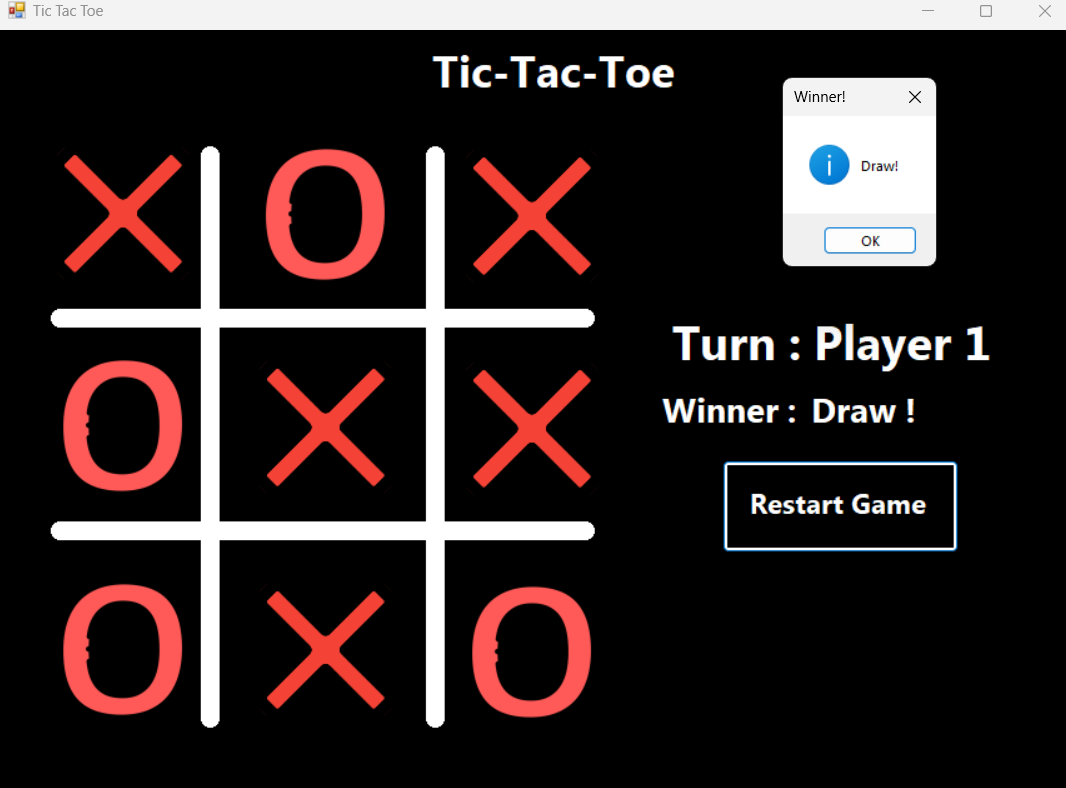 Tic Tac Toe
Tic-Tac-Toe
Winner!
Draw!
OK
X O X
O X X
O X O
Turn : Player 1
Winner : Draw !
Restart Game